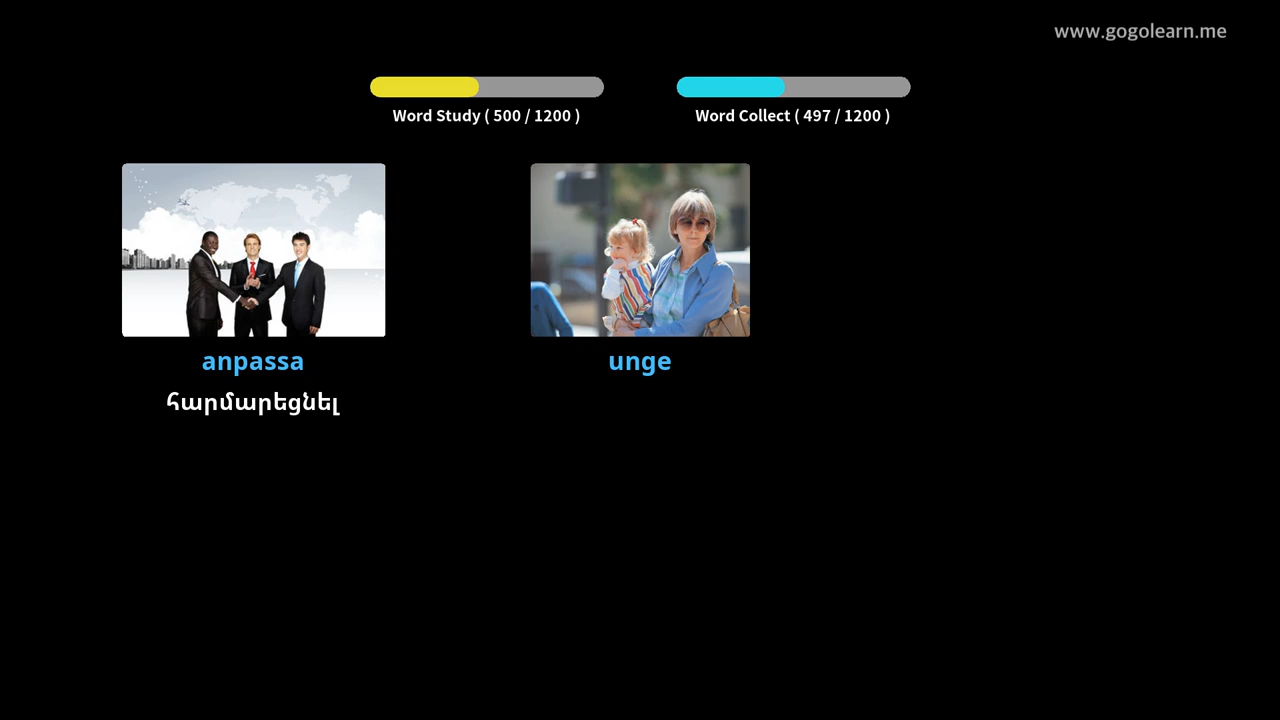 www.gogolearn.me
Word Study ( 500 / 1200 )
Word Collect ( 497 / 1200 )
anpassa
unge
հարմարեցնել